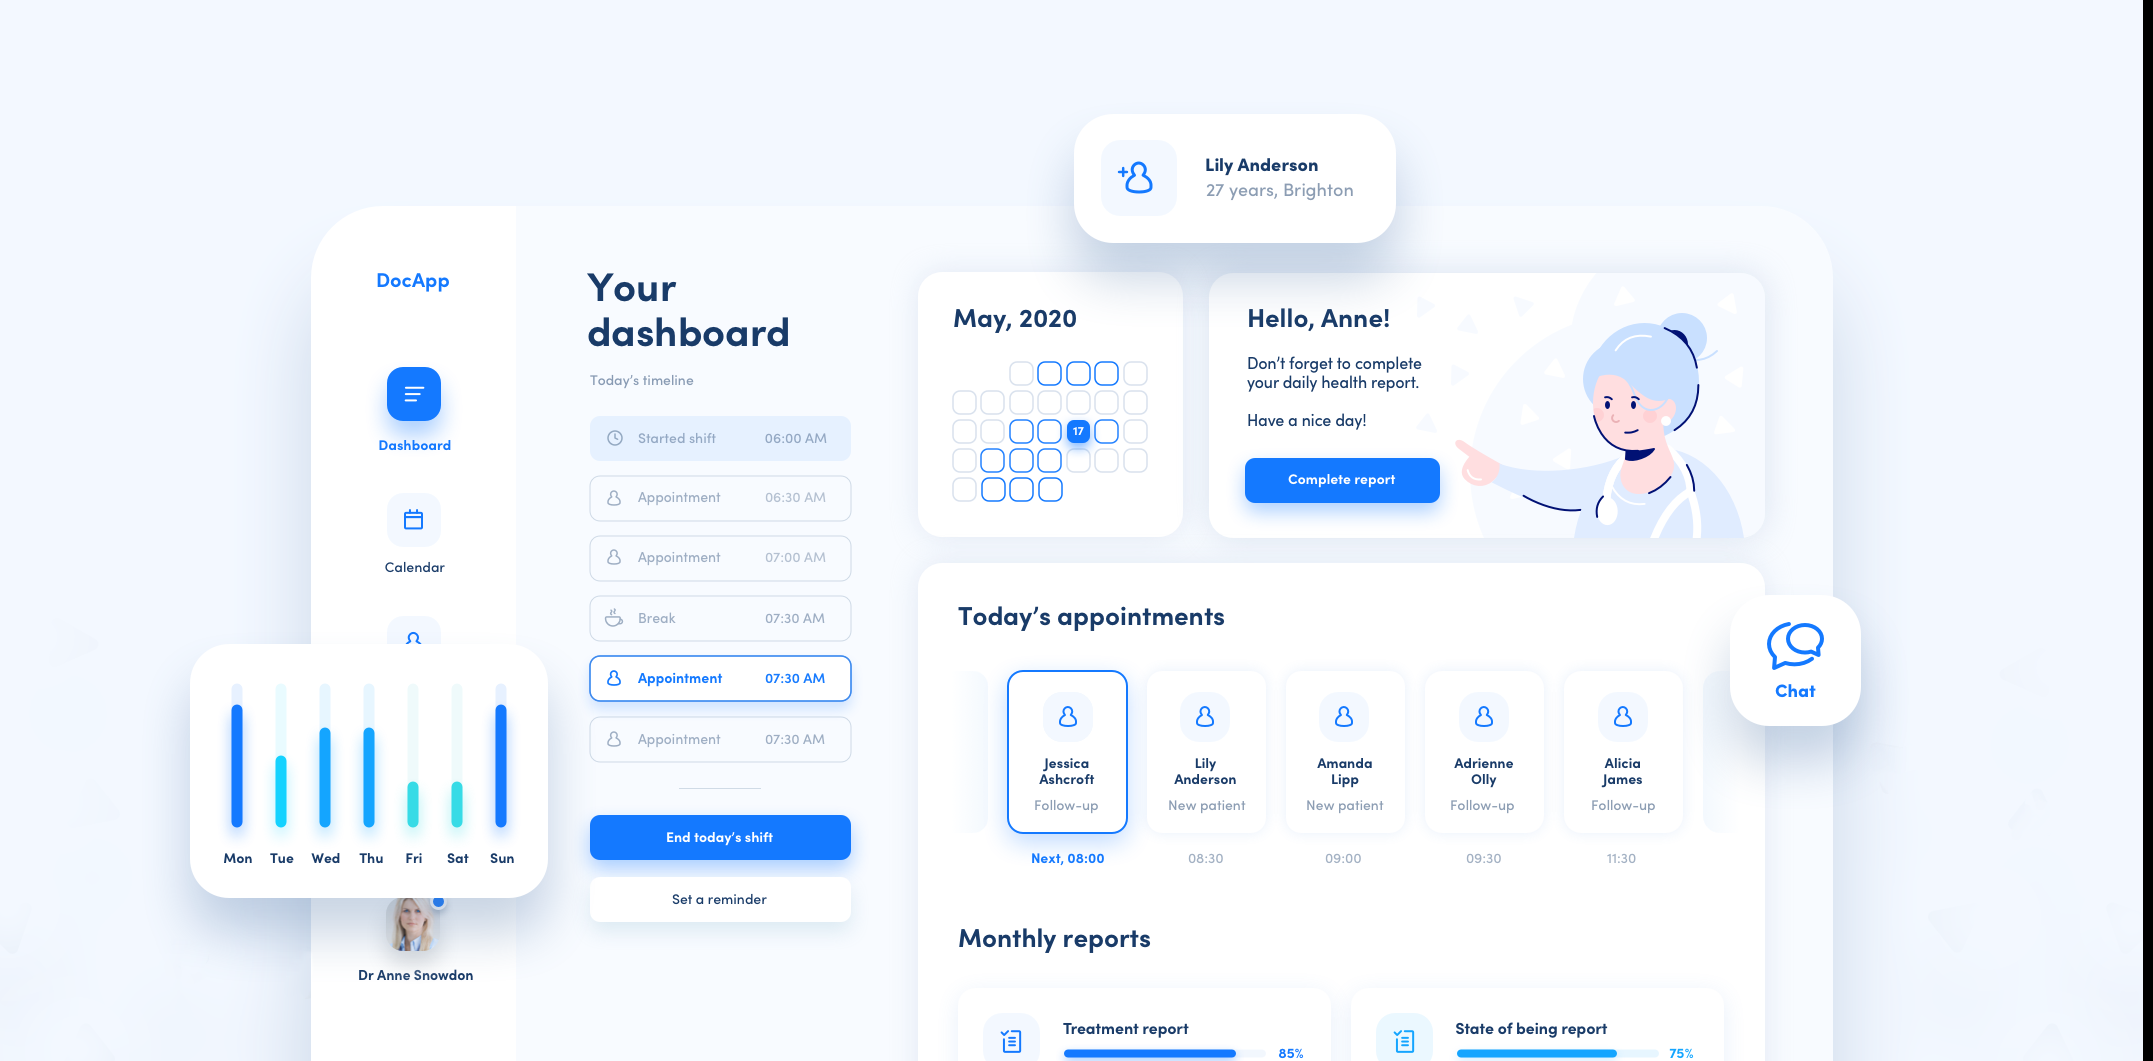 Lily Anderson
27 years, Brighton
DocApp
Dashboard
Calendar
Mon Tue Wed Thu Fri Sat Sun
Dr Anne Snowdon
Your
dashboard
Today's timeline
Started shift 06:00 AM
Appointment 06:30 AM
Appointment 07:00 AM
Break 07:30 AM
Appointment 07:30 AM
Appointment 07:30 AM
End today's shift
Set a reminder
May, 2020
17
Hello, Anne!
Don't forget to complete
your daily health report.
Have a nice day!
Complete report
Today's appointments
Jessica
Ashcroft
Follow-up
Next, 08:00
Lily
Anderson
New patient
08:30
Amanda
Lipp
New patient
09:00
Adrienne
Olly
Follow-up
09:30
Alicia
James
Follow-up
11:30
Chat
Monthly reports
Treatment report
85%
State of being report
75%